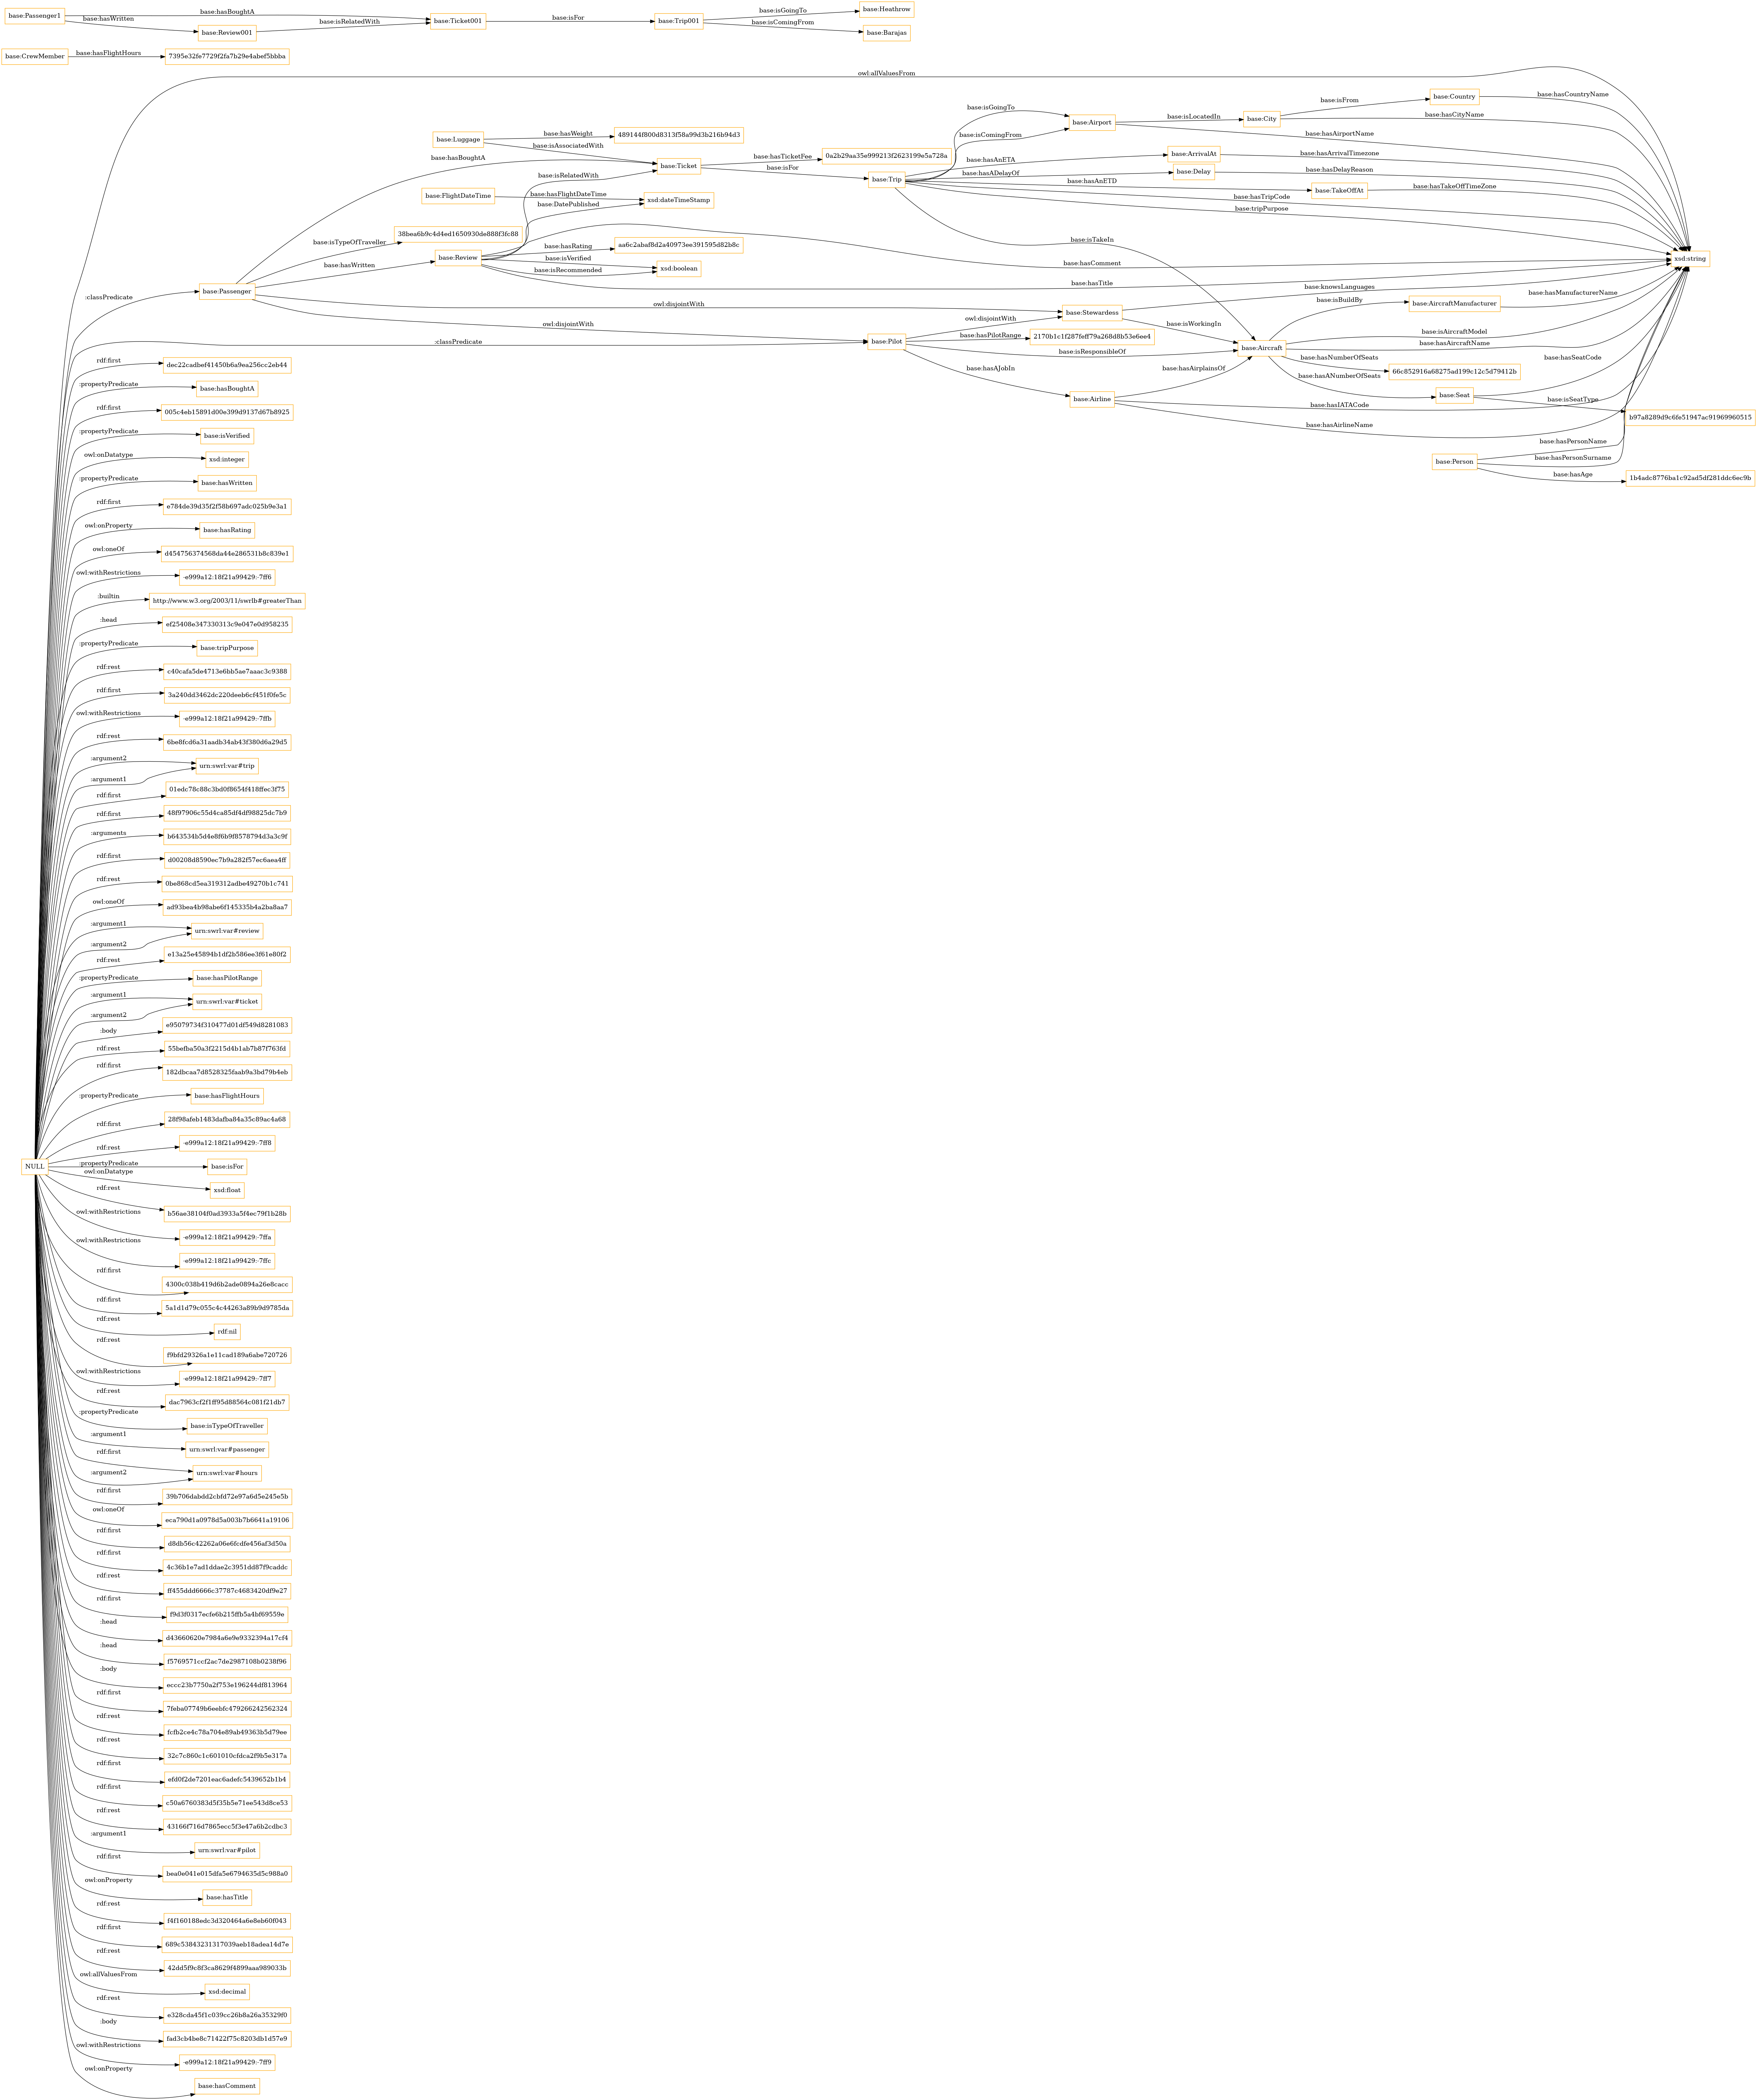 base:Passenger1
base:hasBoughtA
base:hasWritten
base:Review001
base:isRelatedWith
base:Ticket001
base:isFor
base:Trip001
base:isGoingTo
base:isComingFrom
base:Heathrow
base:Barajas
base:CrewMember
base:hasFlightHours
7395e32fe7729f2fa7b29e4abef5bbba
owl:allValuesFrom
base:Luggage
base:hasWeight
489144f800d8313f58a99d3b216b94d3
base:isAssociatedWith
base:hasBoughtA
base:Ticket
base:hasTicketFee
0a2b29aa35e999213f2623199e5a728a
base:isFor
base:Trip
base:isGoingTo
base:isComingFrom
base:Airport
base:isLocatedIn
base:City
base:isFrom
base:Country
base:hasCountryName
base:hasCityName
base:hasAirportName
base:hasAnETA
base:ArrivalAt
base:hasArrivalTimezone
base:hasADelayOf
base:Delay
base:hasDelayReason
base:hasAnETD
base:TakeOffAt
base:hasTakeOffTimeZone
base:hasTripCode
base:tripPurpose
base:isTakeIn
base:isRelatedWith
base:FlightDateTime
base:hasFlightDateTime
base:DatePublished
xsd:dateTimeStamp
38bea6b9c4d4ed1650930de888f3fc88
base:isTypeOfTraveller
base:hasWritten
base:Review
base:hasRating
aa6c2abaf8d2a40973ee391595d82b8c
base:isVerified
base:isRecommended
xsd:boolean
base:hasComment
base:hasTitle
xsd:string
:classPredicate
base:Passenger
owl:disjointWith
owl:disjointWith
:classPredicate
base:Stewardess
base:knowsLanguages
base:isWorkingIn
base:Pilot
owl:disjointWith
base:hasPilotRange
2170b1c1f287feff79a268d8b53e6ee4
base:isResponsibleOf
base:hasAJobIn
base:Airline
base:hasAirplainsOf
base:hasIATACode
base:hasAirlineName
base:Aircraft
base:isBuildBy
base:AircraftManufacturer
base:hasManufacturerName
base:isAircraftModel
base:hasAircraftName
base:hasNumberOfSeats
66c852916a68275ad199c12c5d79412b
base:hasANumberOfSeats
base:Seat
base:hasSeatCode
base:isSeatType
b97a8289d9c6fe51947ac91969960515
base:Person
base:hasPersonName
base:hasPersonSurname
base:hasAge
1b4adc8776ba1c92ad5df281ddc6ec9b
NULL
rdf:first
dec22cadbef41450b6a9ea256cc2eb44
:propertyPredicate
base:hasBoughtA
rdf:first
005c4eb15891d00e399d9137d67b8925
:propertyPredicate
base:isVerified
owl:onDatatype
xsd:integer
:propertyPredicate
base:hasWritten
rdf:first
e784de39d35f2f58b697adc025b9e3a1
owl:onProperty
base:hasRating
owl:oneOf
d454756374568da44e286531b8c839e1
owl:withRestrictions
-e999a12:18f21a99429:-7ff6
:builtin
http://www.w3.org/2003/11/swrlb#greaterThan
:head
ef25408e347330313c9e047e0d958235
:propertyPredicate
base:tripPurpose
rdf:rest
c40cafa5de4713e6bb5ae7aaac3c9388
rdf:first
3a240dd3462dc220deeb6cf451f0fe5c
owl:withRestrictions
-e999a12:18f21a99429:-7ffb
rdf:rest
6be8fcd6a31aadb34ab43f380d6a29d5
:argument2
:argument1
urn:swrl:var#trip
rdf:first
01edc78c88c3bd0f8654f418ffec3f75
rdf:first
48f97906c55d4ca85df4df98825dc7b9
:arguments
b643534b5d4e8f6b9f8578794d3a3c9f
rdf:first
d00208d8590ec7b9a282f57ec6aea4ff
rdf:rest
0be868cd5ea319312adbe49270b1c741
owl:oneOf
ad93bea4b98abe6f145335b4a2ba8aa7
:argument1
:argument2
urn:swrl:var#review
rdf:rest
e13a25e45894b1df2b586ee3f61e80f2
:propertyPredicate
base:hasPilotRange
:argument1
:argument2
urn:swrl:var#ticket
:body
e95079734f310477d01df549d8281083
rdf:rest
55befba50a3f2215d4b1ab7b87f763fd
rdf:first
182dbcaa7d8528325faab9a3bd79b4eb
:propertyPredicate
base:hasFlightHours
rdf:first
28f98afeb1483dafba84a35c89ac4a68
rdf:rest
-e999a12:18f21a99429:-7ff8
:propertyPredicate
base:isFor
owl:onDatatype
xsd:float
rdf:rest
b56ae38104f0ad3933a5f4ec79f1b28b
owl:withRestrictions
-e999a12:18f21a99429:-7ffa
owl:withRestrictions
-e999a12:18f21a99429:-7ffc
rdf:first
4300c038b419d6b2ade0894a26e8cacc
rdf:first
5a1d1d79c055c4c44263a89b9d9785da
rdf:rest
rdf:nil
rdf:rest
f9bfd29326a1e11cad189a6abe720726
owl:withRestrictions
-e999a12:18f21a99429:-7ff7
rdf:rest
dac7963cf2f1ff95d88564c081f21db7
:propertyPredicate
base:isTypeOfTraveller
:argument1
urn:swrl:var#passenger
rdf:first
:argument2
urn:swrl:var#hours
rdf:first
39b706dabdd2cbfd72e97a6d5e245e5b
owl:oneOf
eca790d1a0978d5a003b7b6641a19106
rdf:first
d8db56c42262a06e6fcdfe456af3d50a
rdf:first
4c36b1e7ad1ddae2c3951dd87f9caddc
rdf:rest
ff455ddd6666c37787c4683420df9e27
rdf:first
f9d3f0317ecfe6b215ffb5a4bf69559e
:head
d43660620e7984a6e9e9332394a17cf4
:head
f5769571ccf2ac7de2987108b0238f96
:body
eccc23b7750a2f753e196244df813964
rdf:first
7feba07749b6eebfc479266242562324
rdf:rest
fcfb2ce4c78a704e89ab49363b5d79ee
rdf:rest
32c7c860c1c601010cfdca2f9b5e317a
rdf:first
efd0f2de7201eac6adefc5439652b1b4
rdf:first
c50a6760383d5f35b5e71ee543d8ce53
rdf:rest
43166f716d7865ecc5f3e47a6b2cdbc3
:argument1
urn:swrl:var#pilot
rdf:first
bea0e041e015dfa5e6794635d5c988a0
owl:onProperty
base:hasTitle
rdf:rest
f4f160188edc3d320464a6e8eb60f043
rdf:first
689c53843231317039aeb18adea14d7e
rdf:rest
42dd5f9c8f3ca8629f4899aaa989033b
owl:allValuesFrom
xsd:decimal
rdf:rest
e328cda45f1c039cc26b8a26a35329f0
:body
fad3cb4be8c71422f75c8203db1d57e9
owl:withRestrictions
-e999a12:18f21a99429:-7ff9
owl:onProperty
base:hasComment